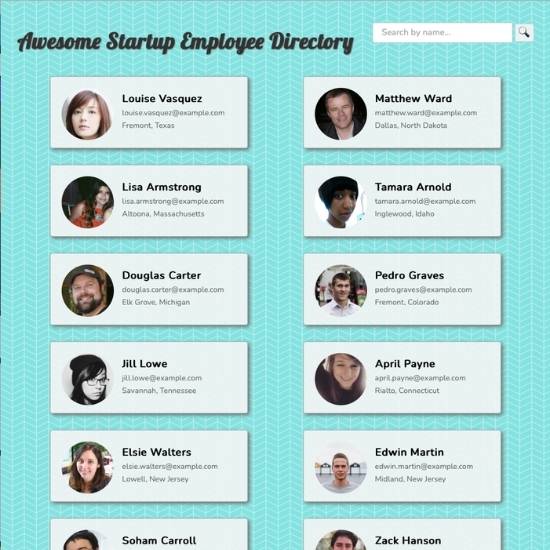 Awesome Startup Employee Directory
Search by name...
Louise Vasquez
louise.vasquez@example.com
Fremont, Texas
Matthew Ward
matthew.ward@example.com
Dallas, North Dakota
Lisa Armstrong
lisa.armstrong@example.com
Altoona, Massachusetts
Tamara Arnold
tamara.arnold@example.com
Inglewood, Idaho
Douglas Carter
douglas.carter@example.com
Elk Grove, Michigan
Pedro Graves
pedro.graves@example.com
Fremont, Colorado
Jill Lowe
jill.lowe@example.com
Savannah, Tennessee
April Payne
april.payne@example.com
Rialto, Connecticut
Elsie Walters
elsie.walters@example.com
Lowell, New Jersey
Edwin Martin
edwin.martin@example.com
Midland, New Jersey
Soham Carroll
Zack Hanson